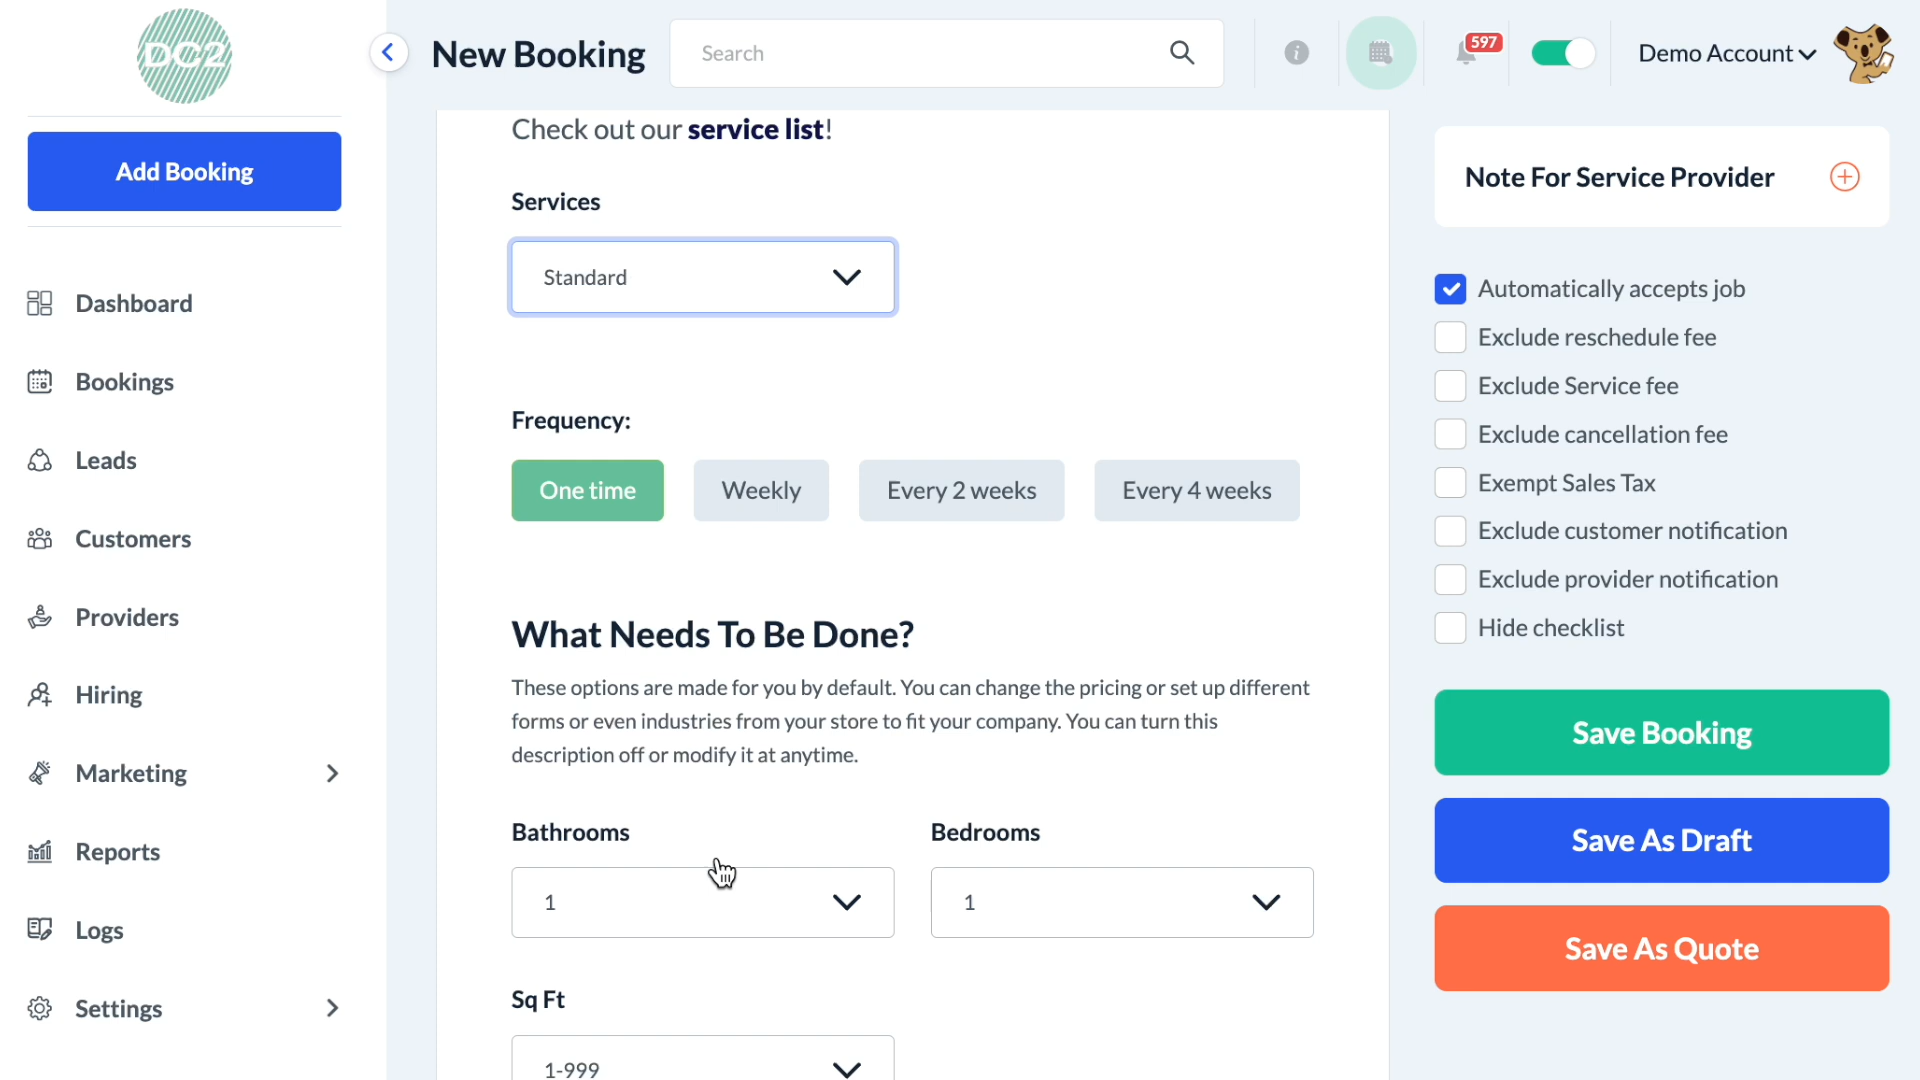 DC2
New Booking
Search
597
Demo Account
Add Booking
Dashboard
Bookings
Leads
Customers
Providers
Hiring
Marketing
Reports
Logs
Settings
Check out our service list!
Services
Standard
Frequency:
One time
Weekly
Every 2 weeks
Every 4 weeks
What Needs To Be Done?
These options are made for you by default. You can change the pricing or set up different
forms or even industries from your store to fit your company. You can turn this
description off or modify it at anytime.
Bathrooms
Bedrooms
1
1
Sq Ft
1-999
Note For Service Provider
Automatically accepts job
Exclude reschedule fee
Exclude Service fee
Exclude cancellation fee
Exempt Sales Tax
Exclude customer notification
Exclude provider notification
Hide checklist
Save Booking
Save As Draft
Save As Quote